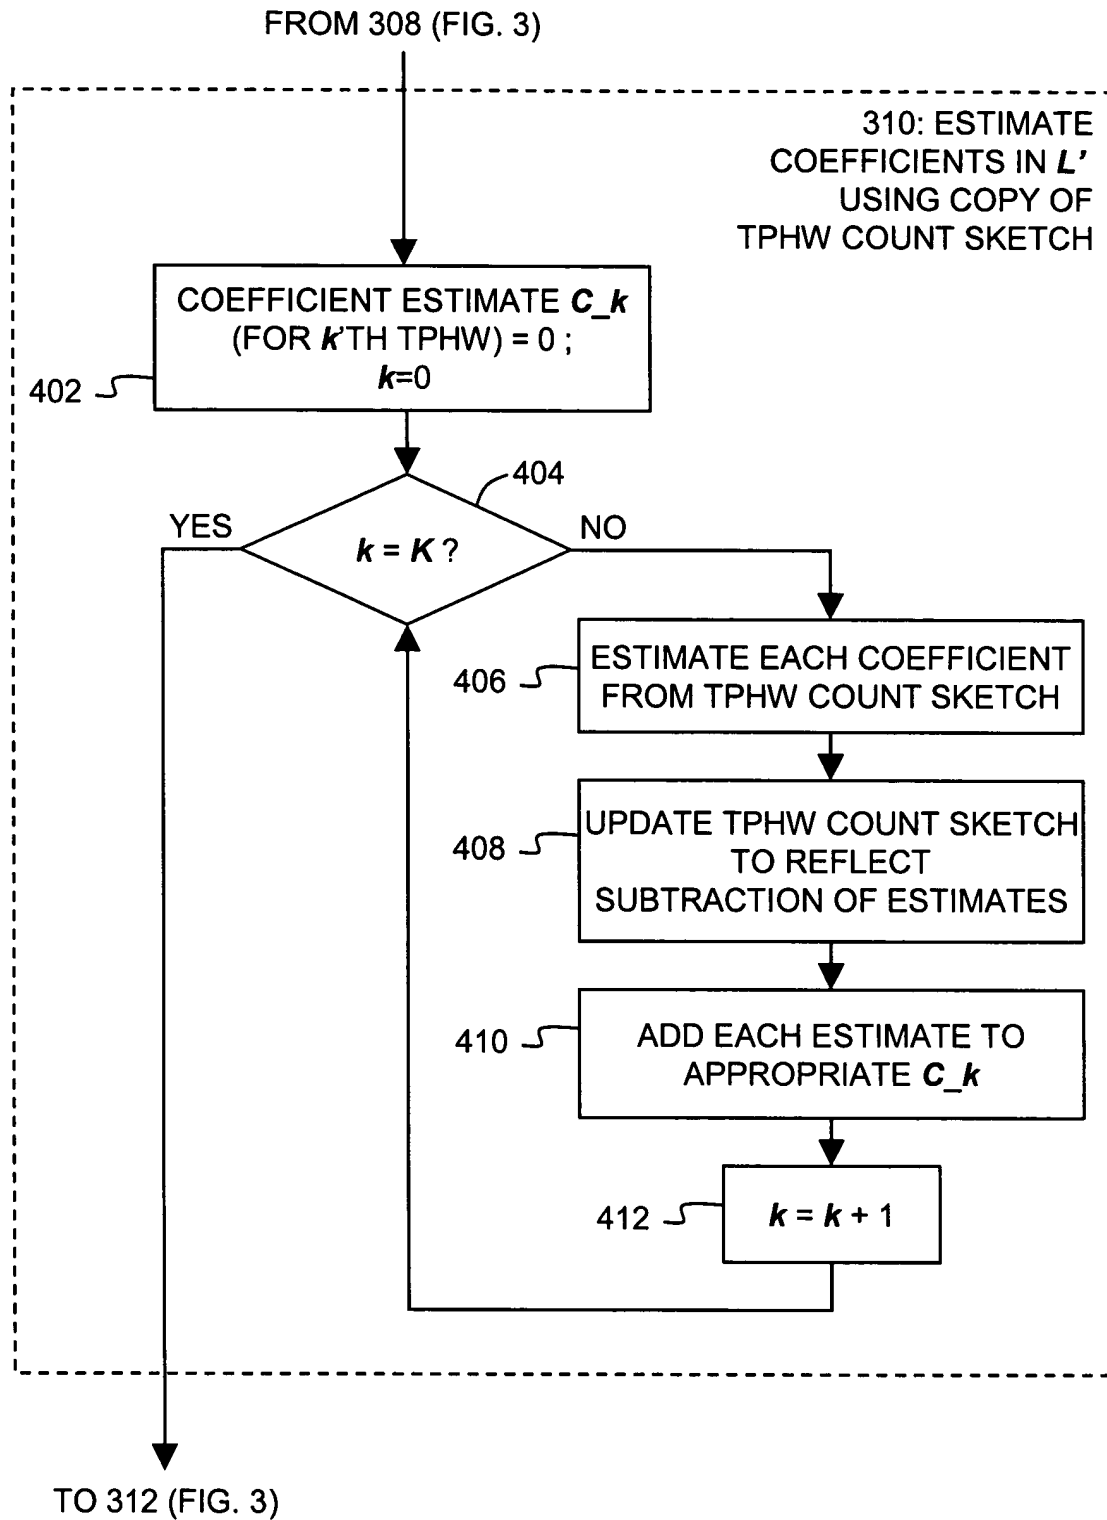 FROM 308 (FIG. 3)
310: ESTIMATE
COEFFICIENTS IN L'
USING COPY OF
TPHW COUNT SKETCH
COEFFICIENT ESTIMATE C_k
(FOR k'TH TPHW) = 0 ;
k=0
402
404
YES
k = K ?
NO
406
ESTIMATE EACH COEFFICIENT
FROM TPHW COUNT SKETCH
408
UPDATE TPHW COUNT SKETCH
TO REFLECT
SUBTRACTION OF ESTIMATES
410
ADD EACH ESTIMATE TO
APPROPRIATE C_k
412
k = k + 1
TO 312 (FIG. 3)